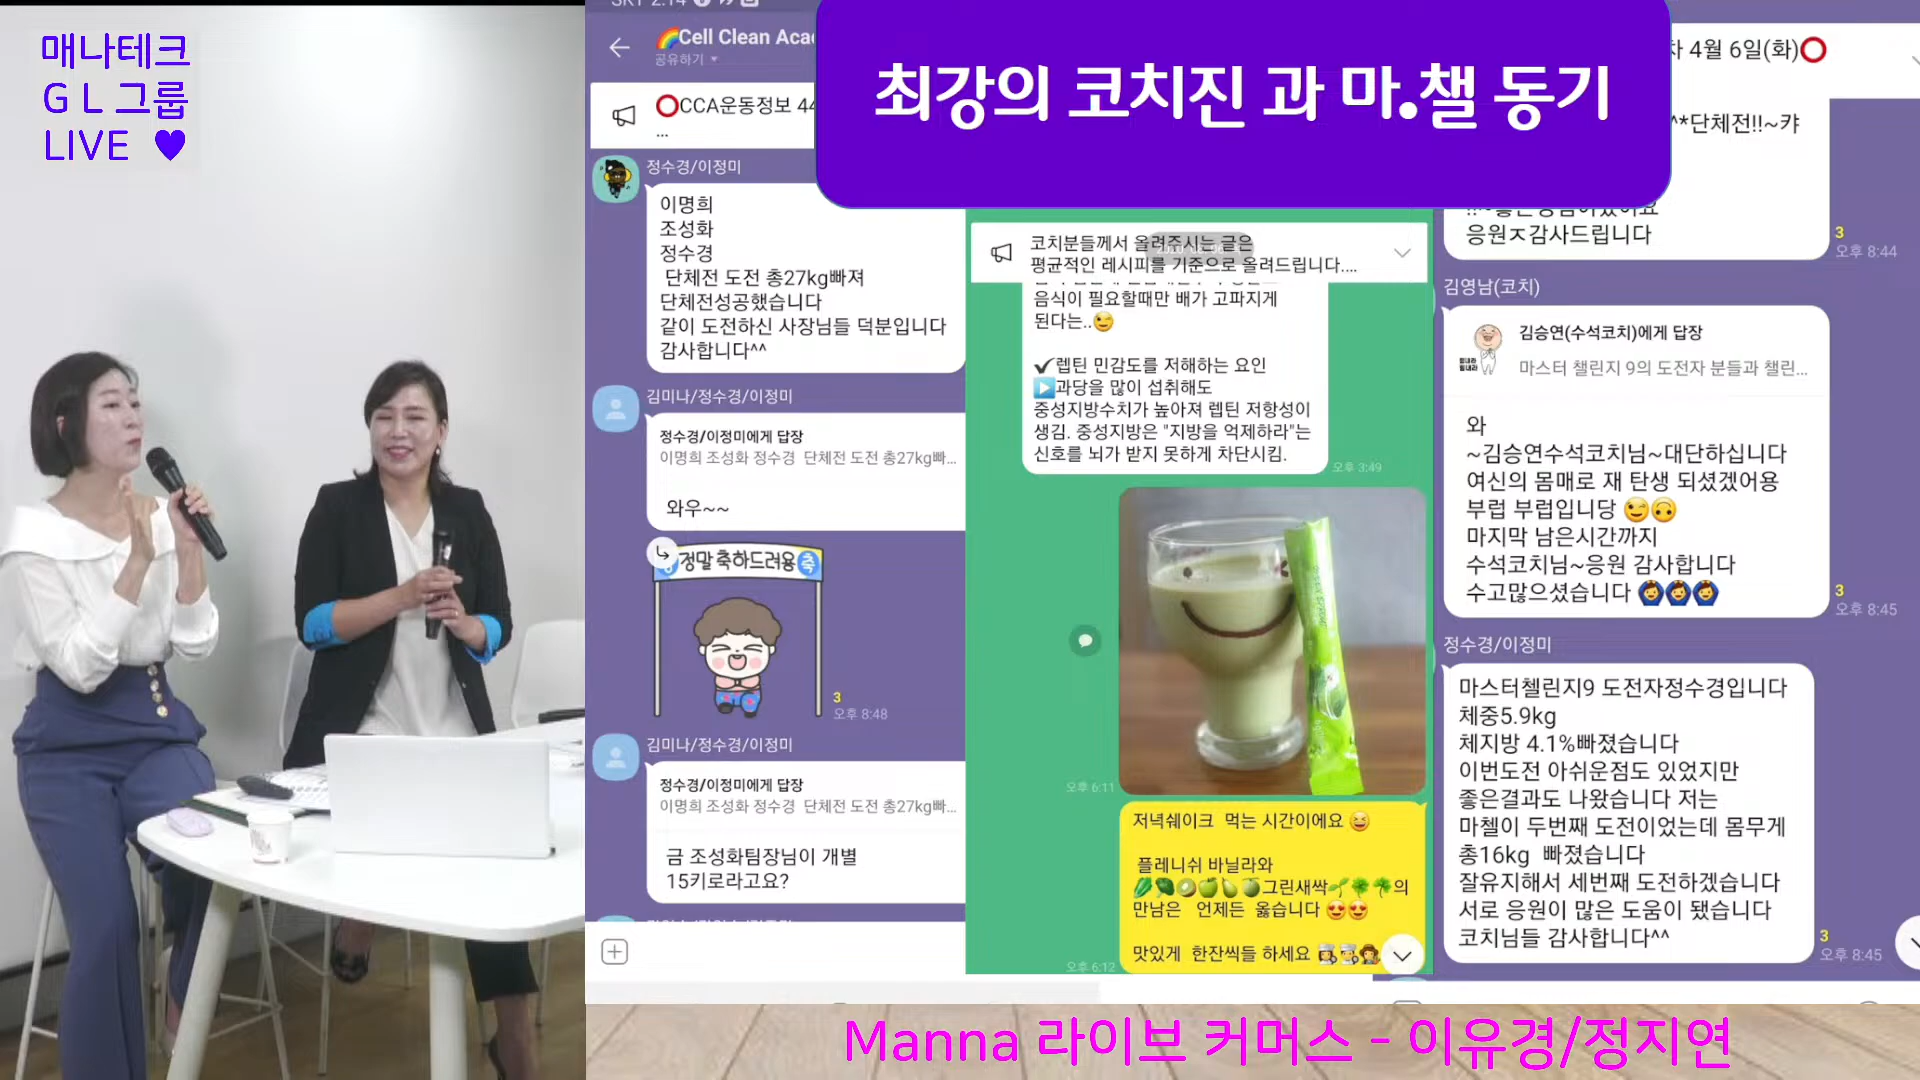 매나테크
G L 그룹
LIVE ♥
최강의 코치진 과 마.챌 동기
🌈Cell Clean Aca
공유하기
⭕CCA운동정보 44
...
정수경/이정미
이명희
조성화
정수경
단체전 도전 총27kg빠져
단체전성공했습니다
같이 도전하신 사장님들 덕분입니다
감사합니다^^
김미나/정수경/이정미
정수경/이정미에게 답장
이명희 조성화 정수경 단체전 도전 총27kg빠...
와우~~
정말 축하드려용 축
3
오후 8:48
김미나/정수경/이정미
정수경/이정미에게 답장
이명희 조성화 정수경 단체전 도전 총27kg빠...
금 조성화팀장님이 개별
15키로라고요?
코치분들께서 올려주시는 글은
평균적인 레시피를 기준으로 올려드립니다....
음식이 필요할때만 배가 고파지게
된다는..😉
✔렙틴 민감도를 저해하는 요인
▶과당을 많이 섭취해도
중성지방수치가 높아져 렙틴 저항성이
생김. 중성지방은 "지방을 억제하라"는
신호를 뇌가 받지 못하게 차단시킴.
오후 3:49
오후 6:11
저녁쉐이크 먹는 시간이에요 😆
플레니쉬 바닐라와
🥒🥦🥝🍏🍐🍈그린새싹🌱🍀🌴의
만남은 언제든 옳습니다 😍😍
맛있게 한잔씩들 하세요 👩‍🍳👨‍🍳👩‍🌾
오후 6:12
차 4월 6일(화)⭕
^*단체전!!~캬
응원ㅈ감사드립니다
3
오후 8:44
김영남(코치)
김승연(수석코치)에게 답장
마스터 챌린지 9의 도전자 분들과 챌린...
힘내라
힘내라
와
~김승연수석코치님~대단하십니다
여신의 몸매로 재 탄생 되셨겠어용
부럽 부럽입니당 😉🙃
마지막 남은시간까지
수석코치님~응원 감사합니다
수고많으셨습니다 🙆🙆🙆
3
오후 8:45
정수경/이정미
마스터첼린지9 도전자정수경입니다
체중5.9kg
체지방 4.1%빠졌습니다
이번도전 아쉬운점도 있었지만
좋은결과도 나왔습니다 저는
마첼이 두번째 도전이었는데 몸무게
총16kg 빠졌습니다
잘유지해서 세번째 도전하겠습니다
서로 응원이 많은 도움이 됐습니다
코치님들 감사합니다^^
3
오후 8:45
Manna 라이브 커머스 - 이유경/정지연